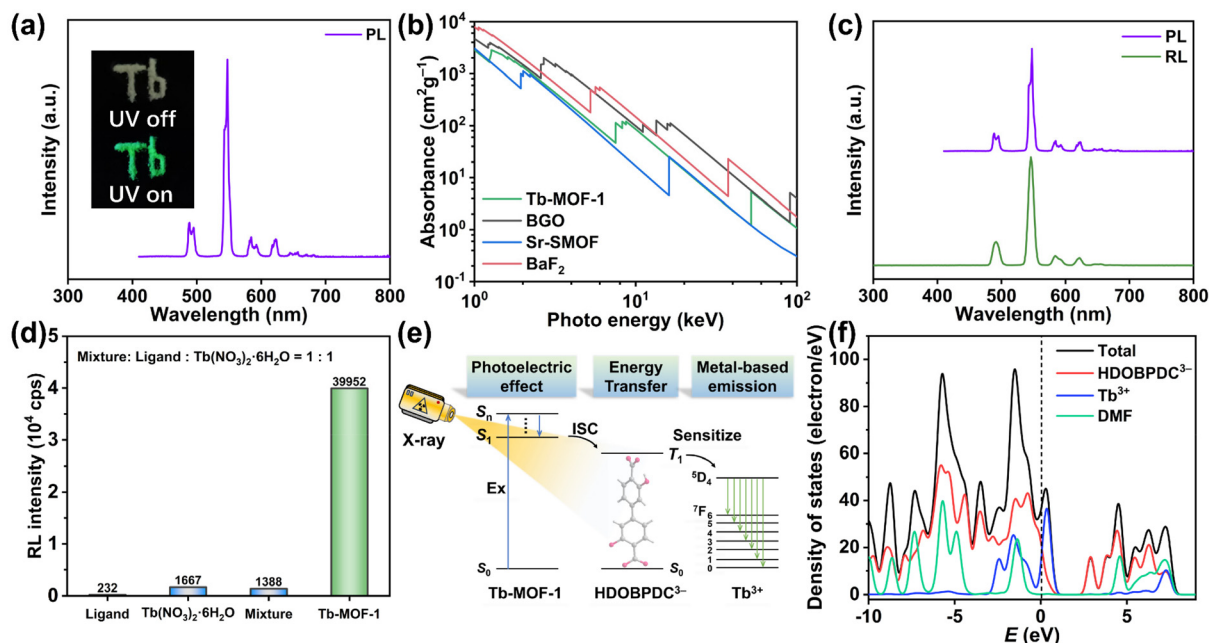 (a)
PL
Tb
UV off
Tb
UV on
Intensity (a.u.)
300 400 500 600 700 800
Wavelength (nm)
(b)
10⁴
10³
10²
10¹
10⁰
10⁻¹
Absorbance (cm²g⁻¹)
Tb-MOF-1
BGO
Sr-SMOF
BaF₂
10⁰ 10¹ 10²
Photo energy (keV)
(c)
PL
RL
Intensity (a.u.)
300 400 500 600 700 800
Wavelength (nm)
(d)
Mixture: Ligand : Tb(NO₃)₂·6H₂O = 1 : 1
RL intensity (10⁴ cps)
5
4
3
2
1
0
232
1667
1388
39952
Ligand Tb(NO₃)₂·6H₂O Mixture Tb-MOF-1
(e)
Photoelectric effect
Energy Transfer
Metal-based emission
X-ray
Sₙ
S₁
ISC
Sensitize
T₁
Ex
⁵D₄
⁷F₆
5
4
3
2
1
0
S₀
S₀
Tb-MOF-1 HDOBPDC³⁻ Tb³⁺
(f)
Density of states (electron/eV)
100
80
60
40
20
0
Total
HDOBPDC³⁻
Tb³⁺
DMF
-10 -5 0 5
E (eV)